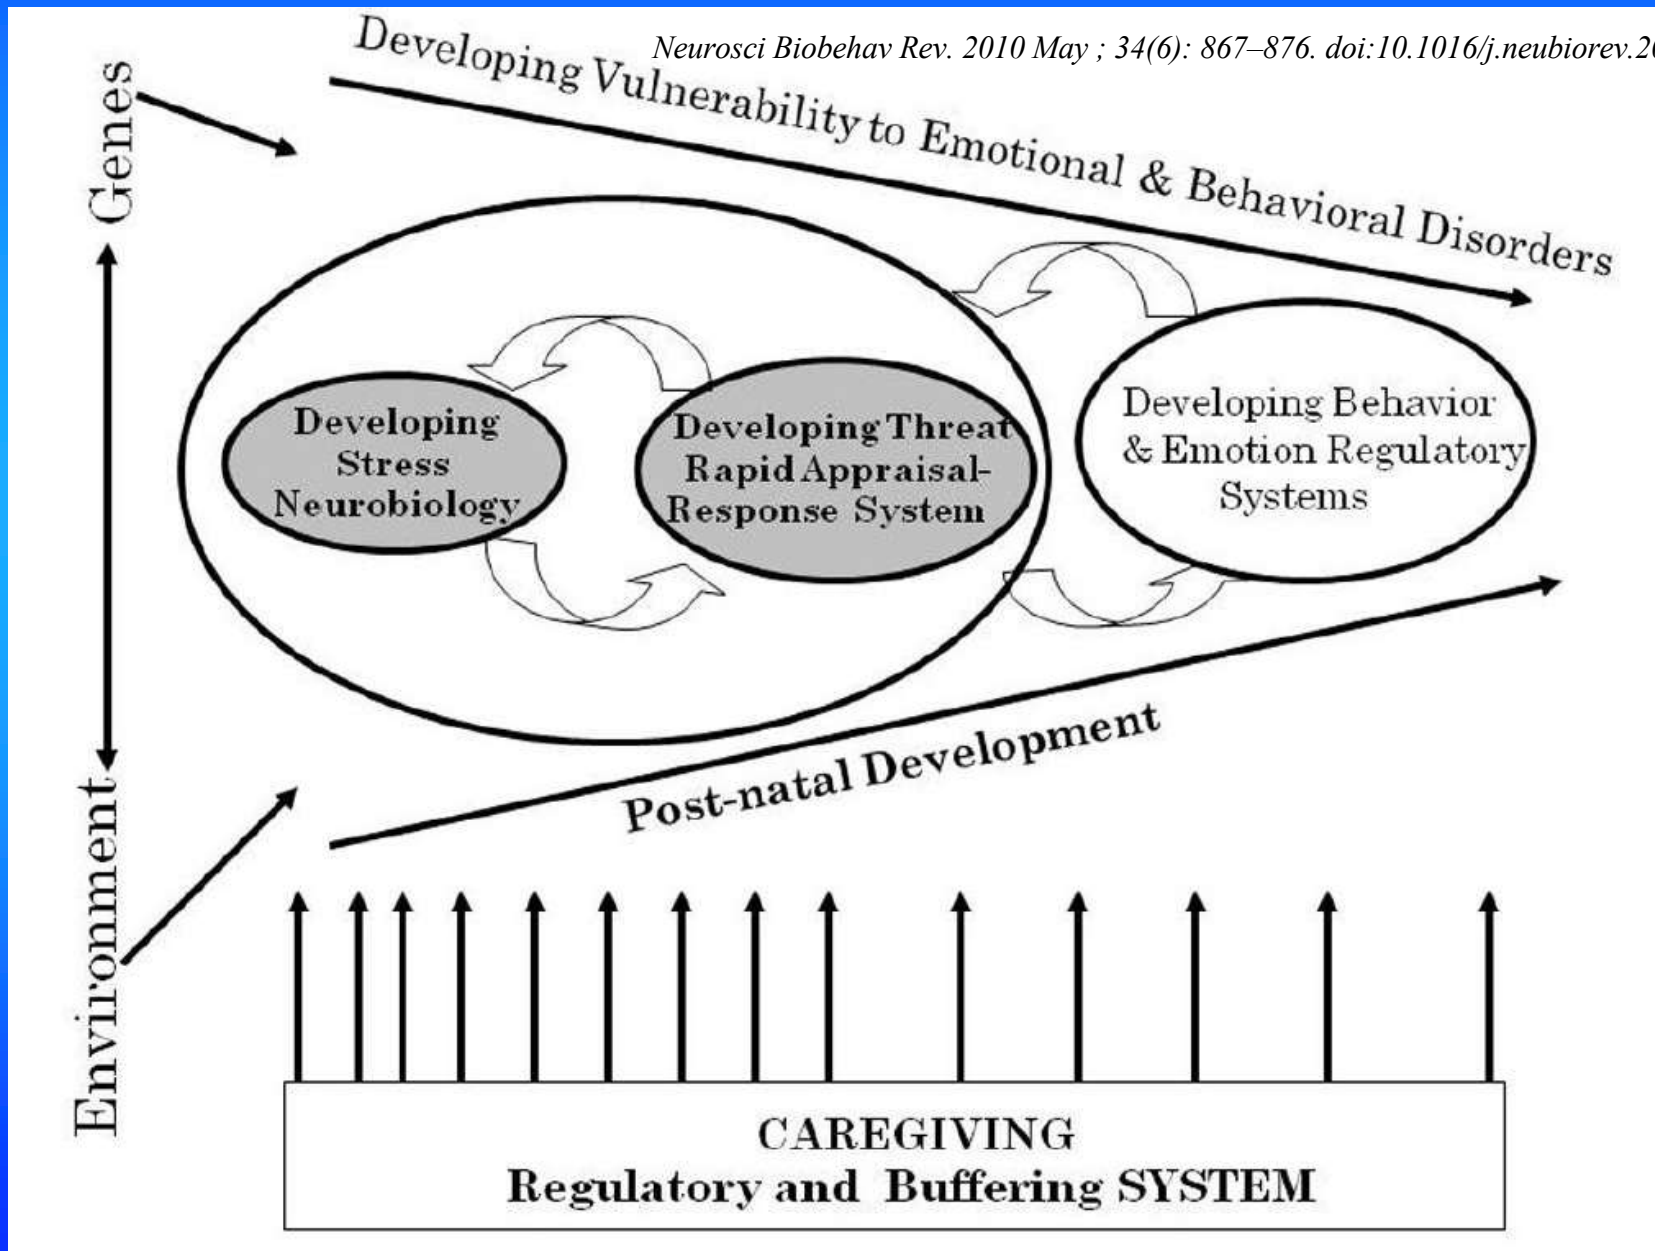 Neurosci Biobehav Rev. 2010 May ; 34(6): 867–876. doi:10.1016/j.neubiorev.20
Developing Vulnerability to Emotional & Behavioral Disorders
Genes
Environment
Developing
Stress
Neurobiology
Developing Threat
Rapid Appraisal-
Response System
Developing Behavior
& Emotion Regulatory
Systems
Post-natal Development
CAREGIVING
Regulatory and Buffering SYSTEM